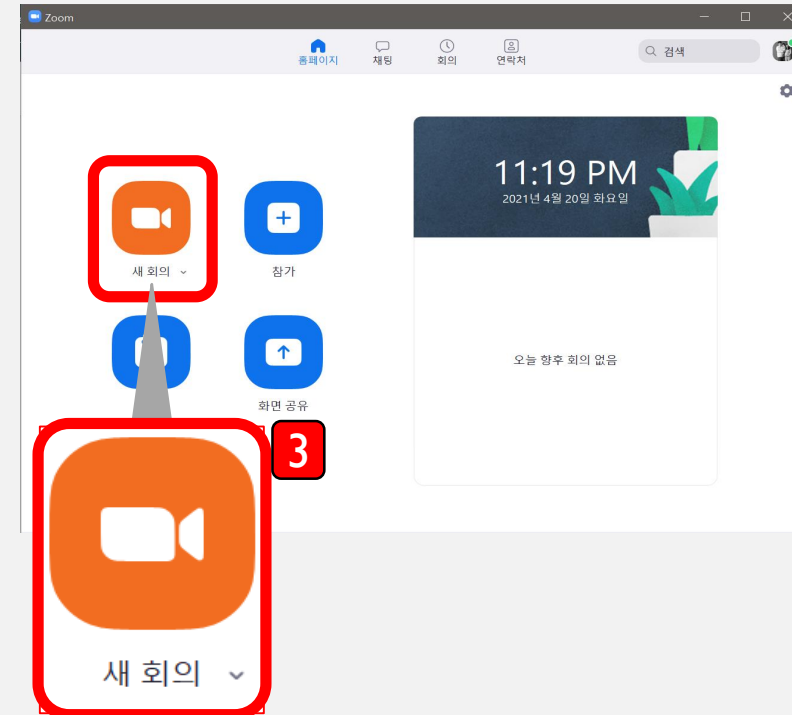 Zoom
홈페이지
채팅
회의
연락처
검색
11:19 PM
2021년 4월 20일 화요일
새 회의
참가
오늘 향후 회의 없음
화면 공유
3
새 회의